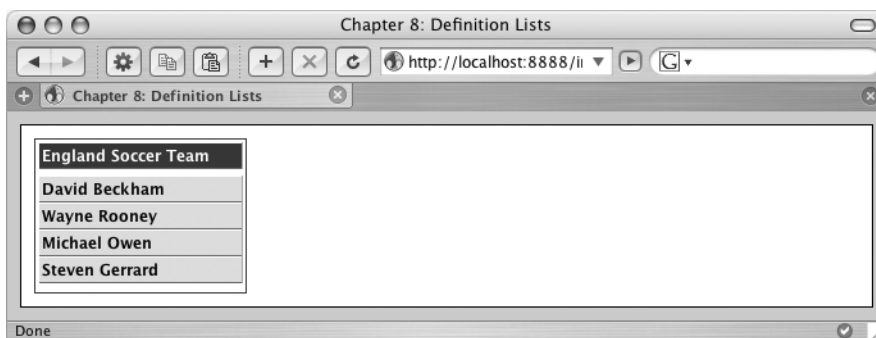 Chapter 8: Definition Lists
http://localhost:8888/i
G
Chapter 8: Definition Lists
England Soccer Team
David Beckham
Wayne Rooney
Michael Owen
Steven Gerrard
Done